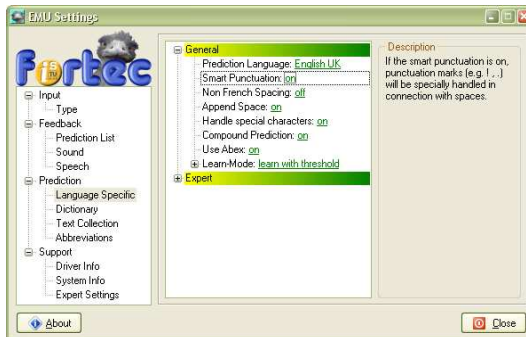 EMU Settings
Fortec
is
TU
Input
Type
Feedback
Prediction List
Sound
Speech
Prediction
Language Specific
Dictionary
Text Collection
Abbreviations
Support
Driver Info
System Info
Expert Settings
General
Prediction Language: English UK
Smart Punctuation: on
Non French Spacing: off
Append Space: on
Handle special characters: on
Compound Prediction: on
Use Abex: on
Learn-Mode: learn with threshold
Expert
Description
If the smart punctuation is on,
punctuation marks (e.g. ! , .)
will be specially handled in
connection with spaces.
About
Close